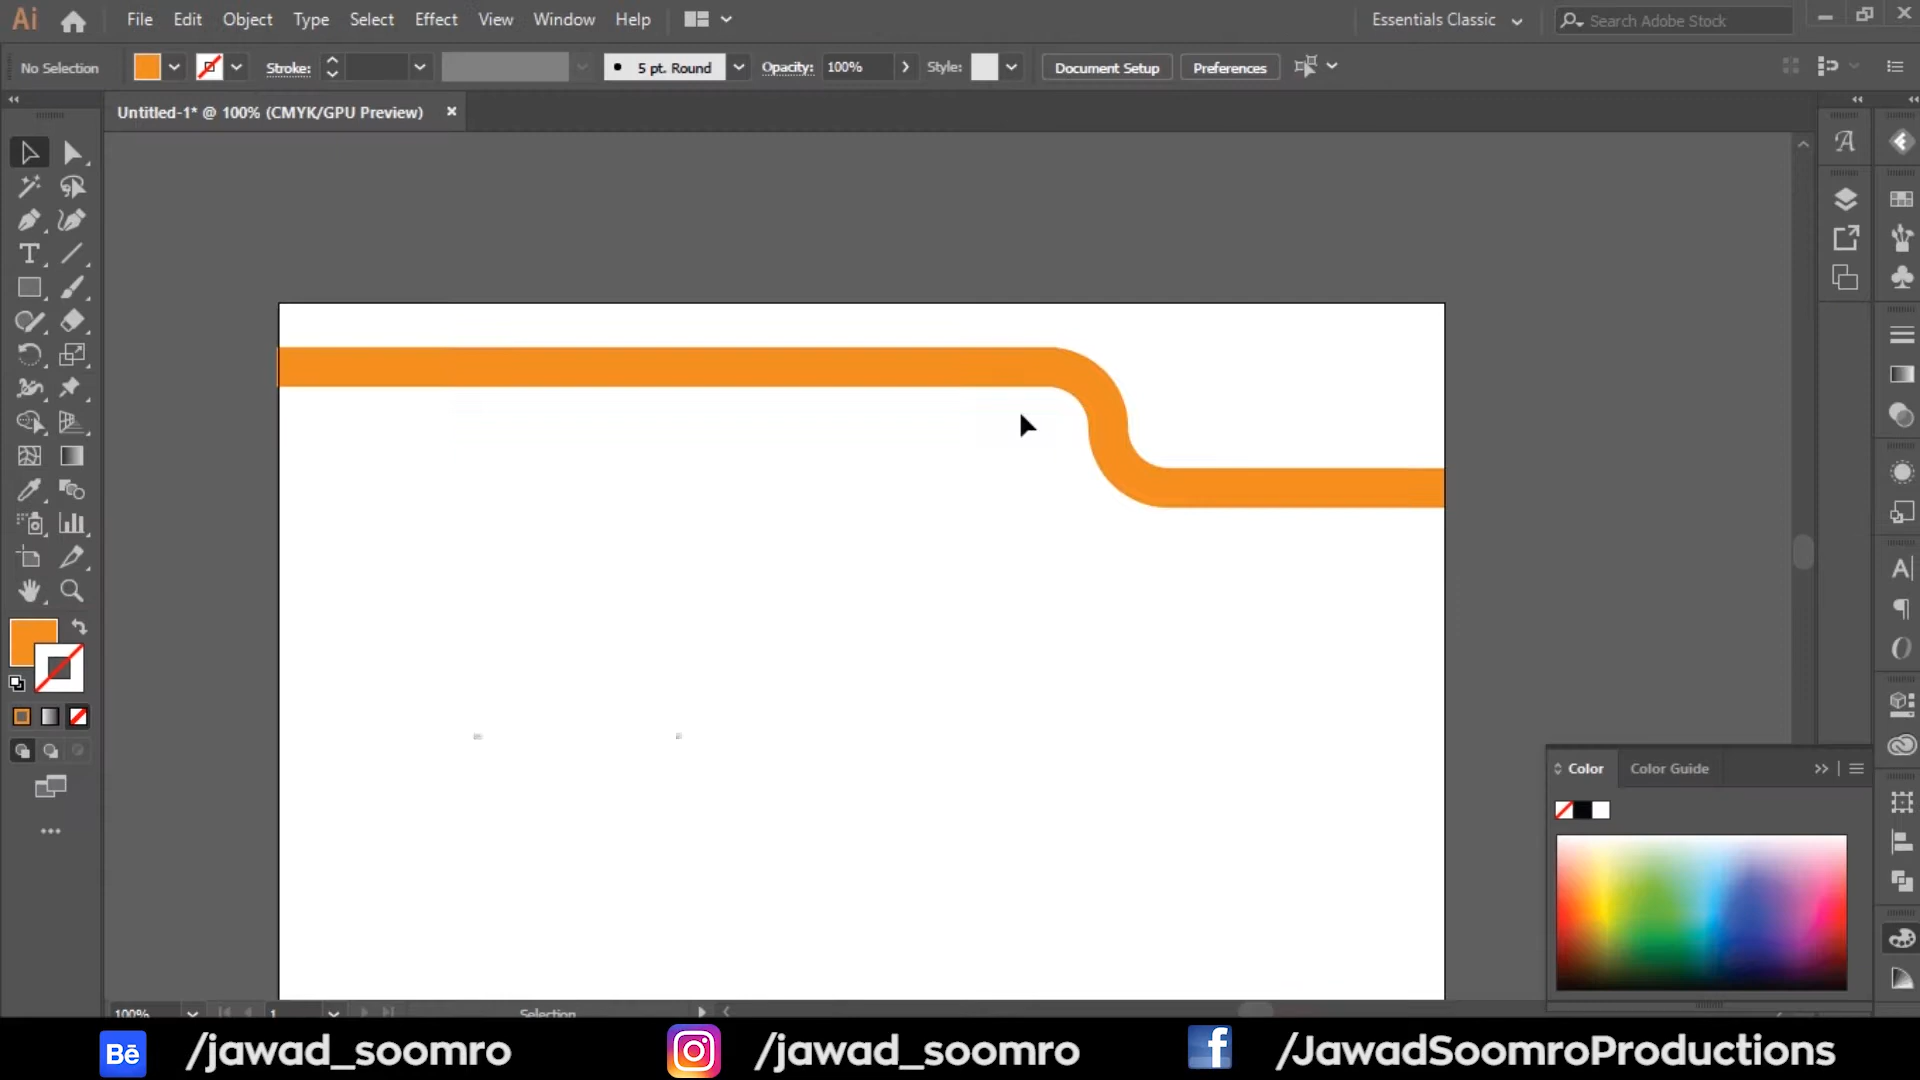 Ai File Edit Object Type Select Effect View Window Help Essentials Classic Search Adobe Stock
No Selection Stroke: 5 pt. Round Opacity: 100% Style: Document Setup Preferences
Untitled-1* @ 100% (CMYK/GPU Preview)
Color Color Guide
100% 1 Selection
Bē /jawad_soomro /jawad_soomro f /JawadSoomroProductions